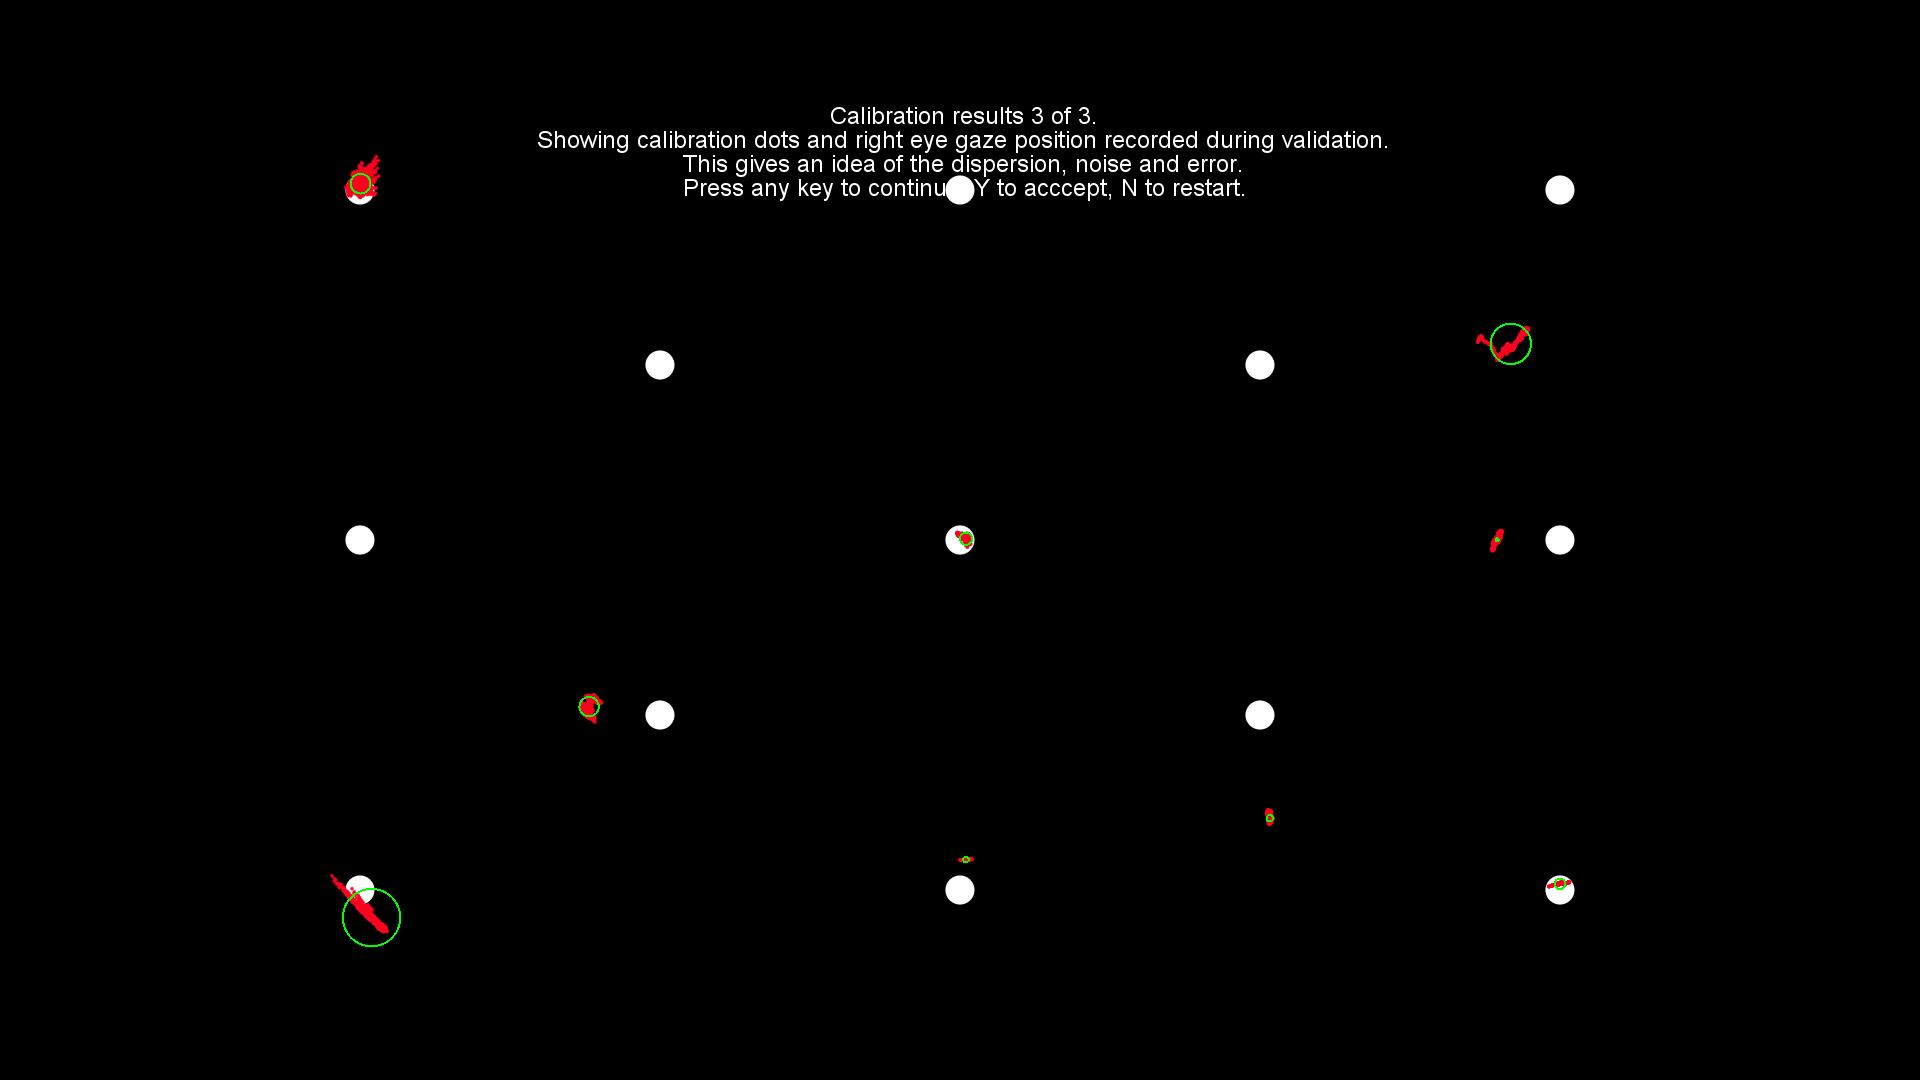 Calibration results 3 of 3.
Showing calibration dots and right eye gaze position recorded during validation.
This gives an idea of the dispersion, noise and error.
Press any key to continu Y to acccept, N to restart.